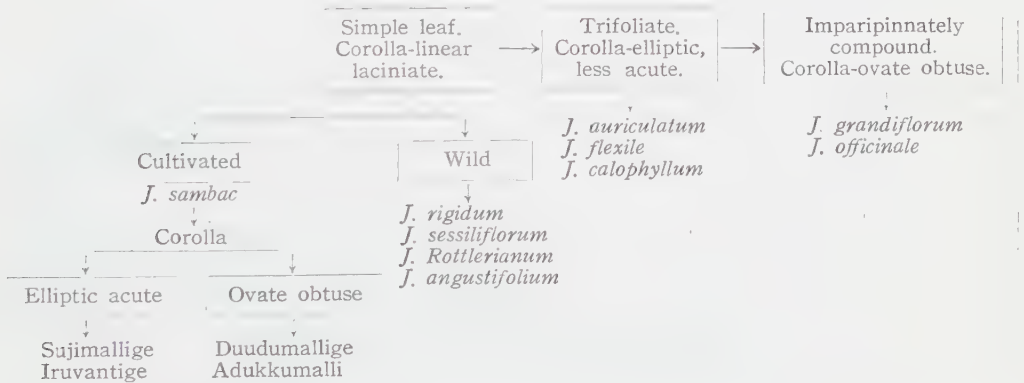 Simple leaf.
Corolla-linear
laciniate.
Trifoliate.
Corolla-elliptic,
less acute.
Imparipinnately
compound.
Corolla-ovate obtuse.
J. auriculatum
J. flexile
J. calophyllum
J. grandiflorum
J. officinale
Cultivated
J. sambac
Wild
J. rigidum
J. sessiliflorum
J. Rottlerianum
J. angustifolium
Corolla
Elliptic acute
Ovate obtuse
Sujimallige
Iruvantige
Duudumallige
Adukkumalli